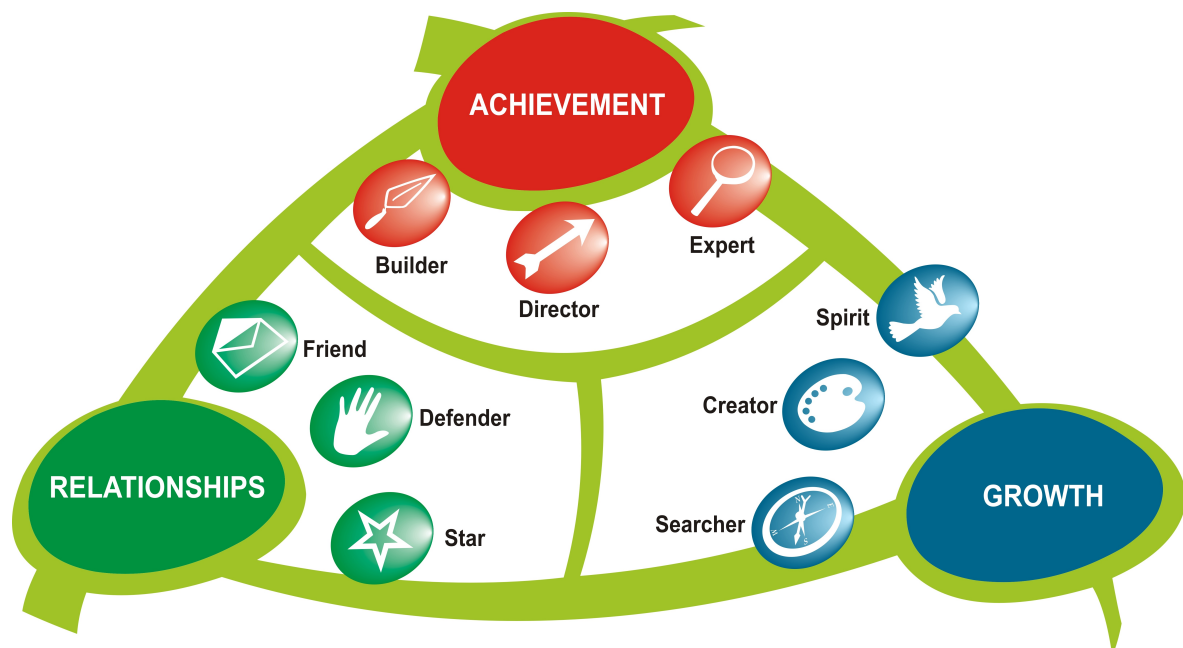 ACHIEVEMENT
Builder
Director
Expert
Friend
Defender
Star
RELATIONSHIPS
Spirit
Creator
Searcher
N
E
S
W
GROWTH